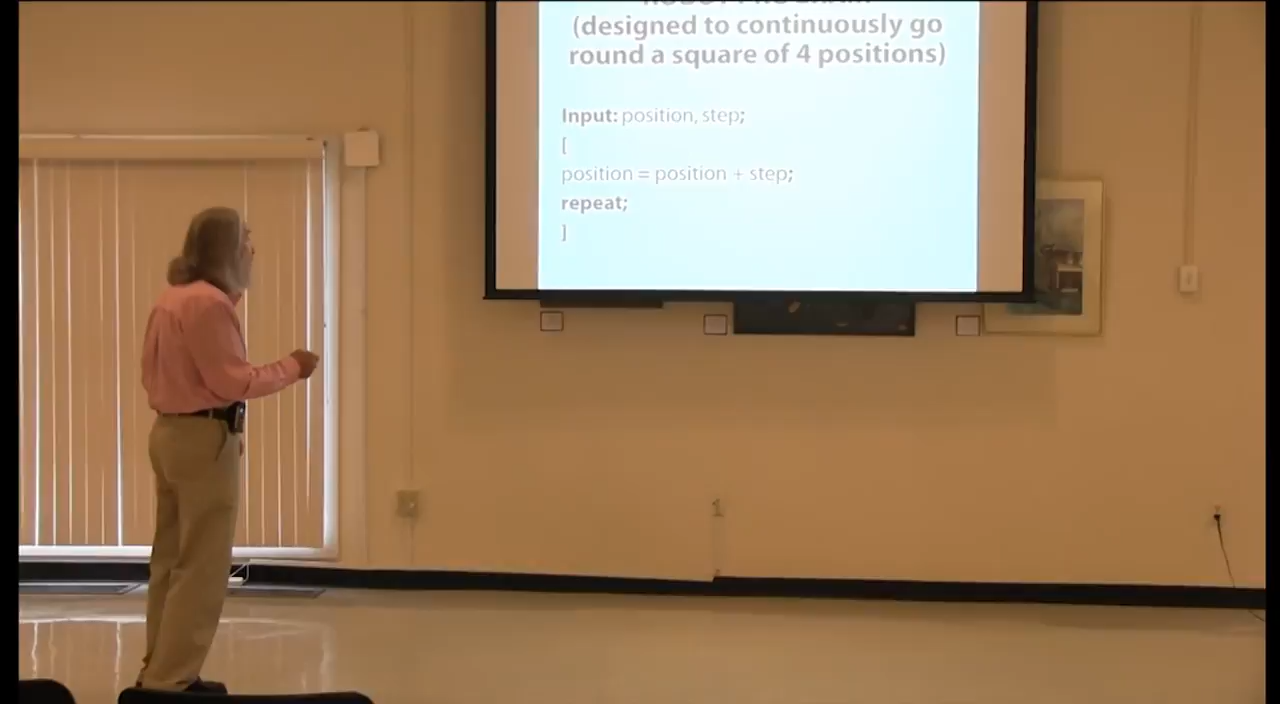 (designed to continuously go
round a square of 4 positions)
Input: position, step;
[
position = position + step;
repeat;
]